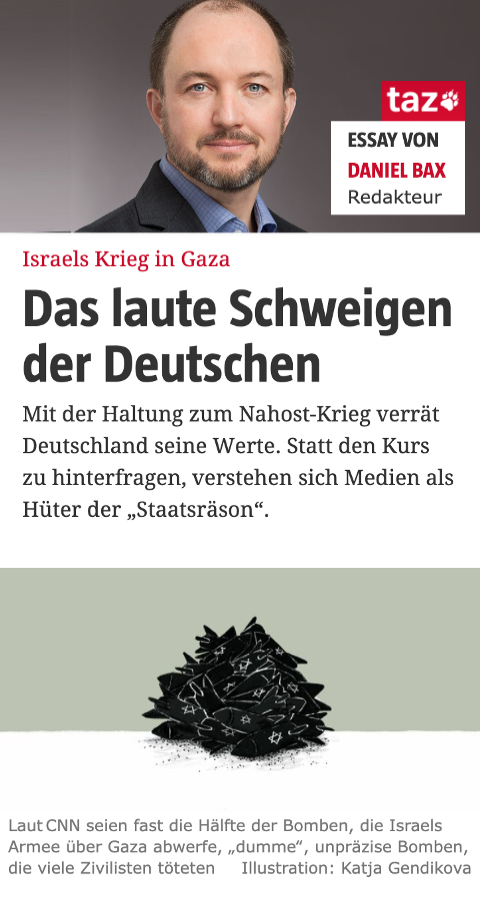 taz
ESSAY VON
DANIEL BAX
Redakteur
Israels Krieg in Gaza
Das laute Schweigen
der Deutschen
Mit der Haltung zum Nahost-Krieg verrät
Deutschland seine Werte. Statt den Kurs
zu hinterfragen, verstehen sich Medien als
Hüter der „Staatsräson“.
Laut CNN seien fast die Hälfte der Bomben, die Israels
Armee über Gaza abwerfe, „dumme“, unpräzise Bomben,
die viele Zivilisten töteten Illustration: Katja Gendikova